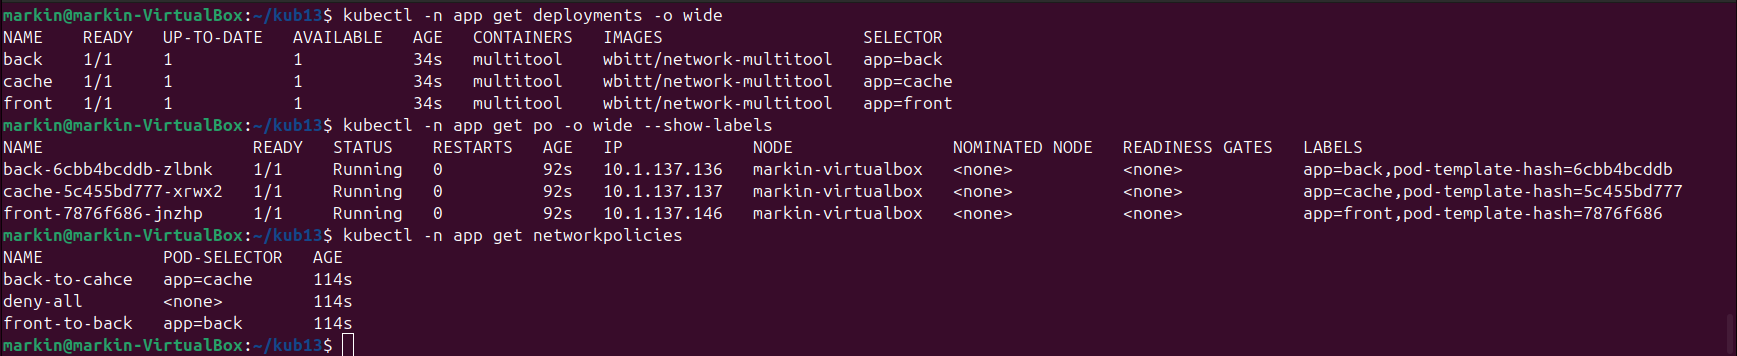 markin@markin-VirtualBox:~/kub13$ kubectl -n app get deployments -o wide
NAME    READY   UP-TO-DATE   AVAILABLE   AGE   CONTAINERS   IMAGES                    SELECTOR
back    1/1     1            1           34s   multitool    wbitt/network-multitool   app=back
cache   1/1     1            1           34s   multitool    wbitt/network-multitool   app=cache
front   1/1     1            1           34s   multitool    wbitt/network-multitool   app=front
markin@markin-VirtualBox:~/kub13$ kubectl -n app get po -o wide --show-labels
NAME                     READY   STATUS    RESTARTS   AGE   IP             NODE                NOMINATED NODE   READINESS GATES   LABELS
back-6cbb4bcddb-zlbnk    1/1     Running   0          92s   10.1.137.136   markin-virtualbox   <none>           <none>            app=back,pod-template-hash=6cbb4bcddb
cache-5c455bd777-xrwx2   1/1     Running   0          92s   10.1.137.137   markin-virtualbox   <none>           <none>            app=cache,pod-template-hash=5c455bd777
front-7876f686-jnzhp     1/1     Running   0          92s   10.1.137.146   markin-virtualbox   <none>           <none>            app=front,pod-template-hash=7876f686
markin@markin-VirtualBox:~/kub13$ kubectl -n app get networkpolicies
NAME            POD-SELECTOR   AGE
back-to-cahce   app=cache      114s
deny-all        <none>         114s
front-to-back   app=back       114s
markin@markin-VirtualBox:~/kub13$